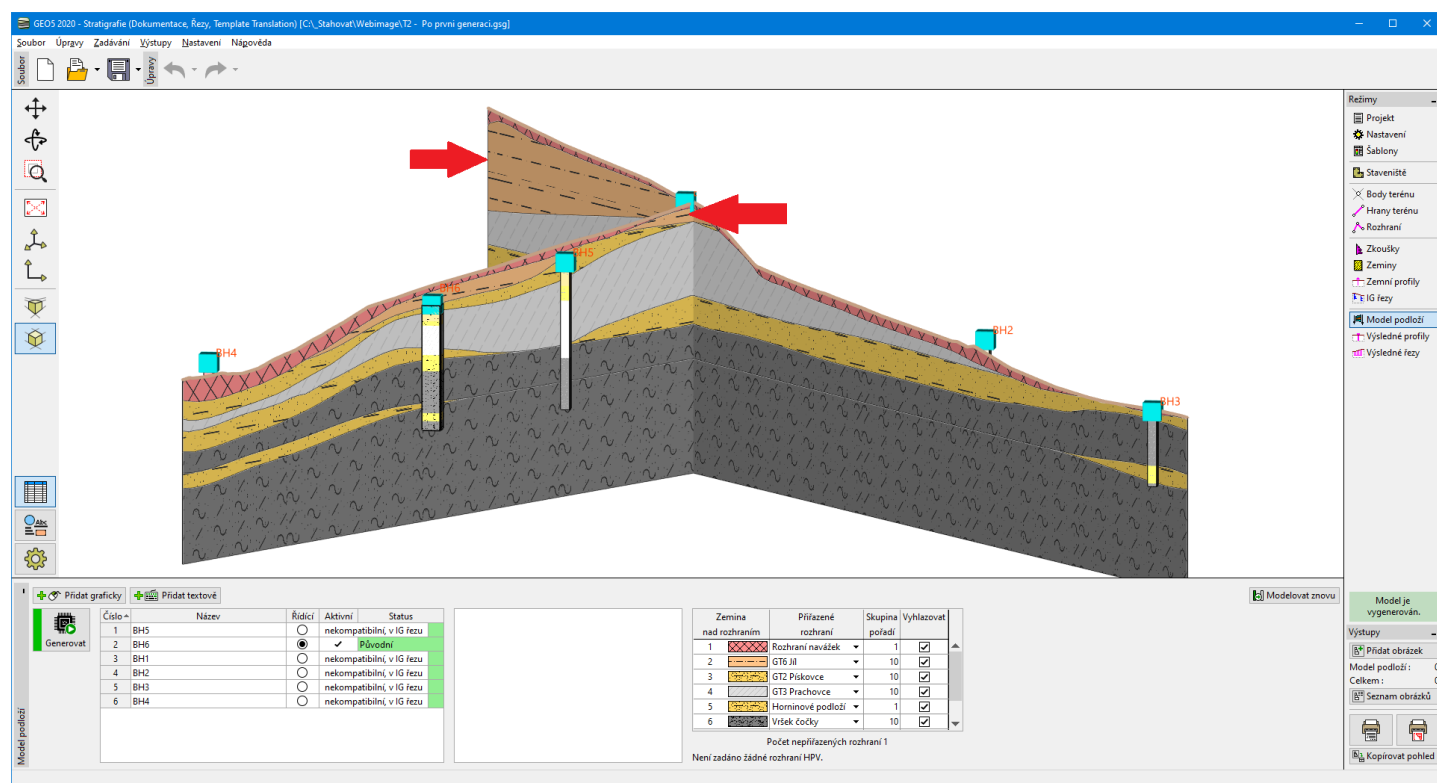 GEO5 2020 - Stratigrafie (Dokumentace, Řezy, Template Translation) [C:\_Stahovat\Webimage\T2 - Po prvni generaci.gsg]
Soubor Úpravy Zadávání Výstupy Nastavení Nápověda
Soubor
Úpravy
BH5
BH6
BH4
BH2
BH3
Režimy
Projekt
Nastavení
Šablony
Staveniště
Body terénu
Hrany terénu
Rozhraní
Zkoušky
Zeminy
Zemní profily
IG řezy
Model podloží
Výsledné profily
Výsledné řezy
Abc
Přidat graficky Přidat textově
Modelovat znovu
Generovat
Číslo Název Řídící Aktivní Status
1 BH5 nekompatibilní, v IG řezu
2 BH6 Původní
3 BH1 nekompatibilní, v IG řezu
4 BH2 nekompatibilní, v IG řezu
5 BH3 nekompatibilní, v IG řezu
6 BH4 nekompatibilní, v IG řezu
Zemina Přiřazené Skupina Vyhlazovat
nad rozhraním rozhraní pořadí
1 Rozhraní navážek 1
2 GT6 Jíl 10
3 GT2 Pískovce 10
4 GT3 Prachovce 10
5 Horninové podloží 1
6 Vršek čočky 10
Počet nepřiřazených rozhraní 1
Není zadáno žádné rozhraní HPV.
Model podloží
Model je
vygenerován.
Výstupy
Přidat obrázek
Model podloží : 0
Celkem : 0
Seznam obrázků
Kopírovat pohled